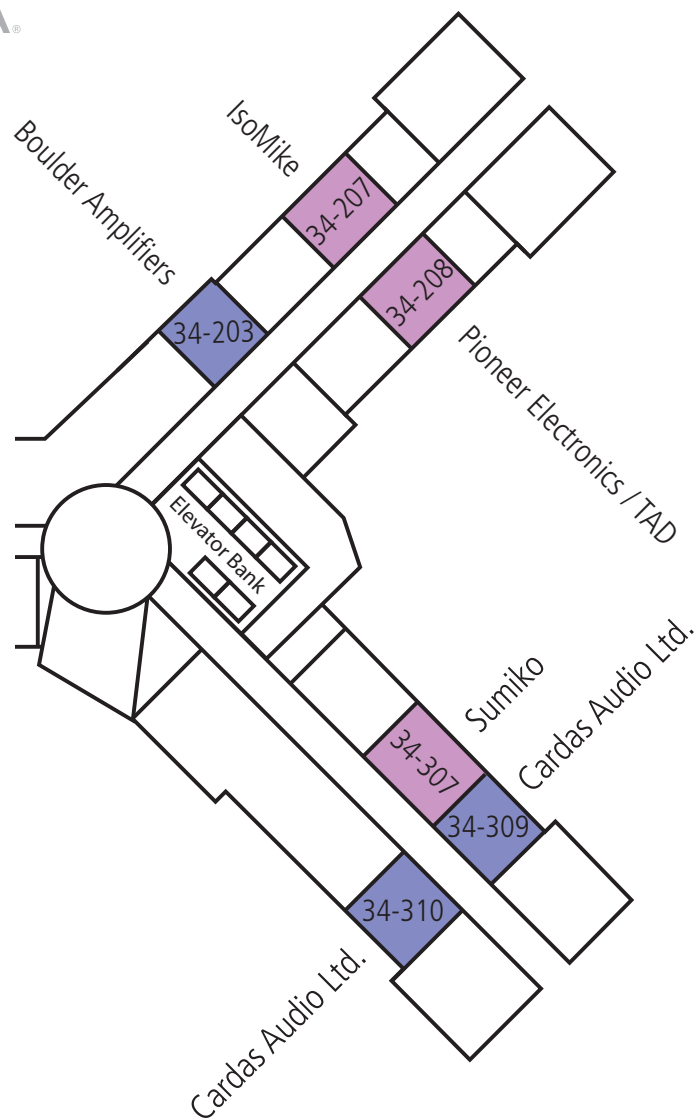 A®
IsoMike
Boulder Amplifiers
34-207
34-208
34-203
Pioneer Electronics / TAD
Elevator Bank
Sumiko
Cardas Audio Ltd.
34-307
34-309
34-310
Cardas Audio Ltd.